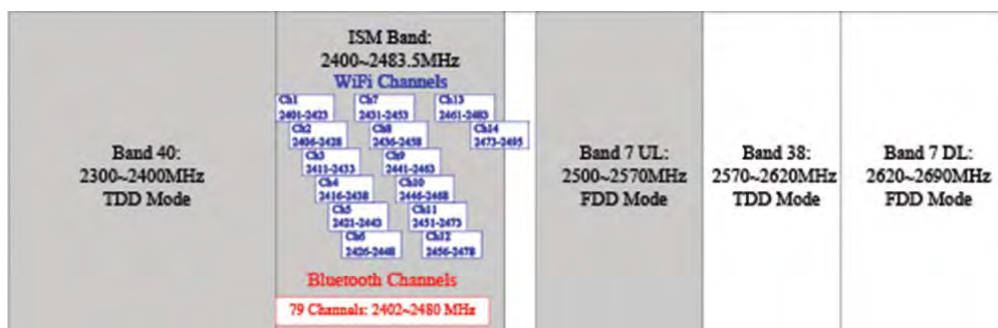 Band 40:
2300~2400MHz
TDD Mode
ISM Band:
2400~2483.5MHz
WiFi Channels
Ch1
2401-2423
Ch2
2406-2428
Ch3
2411-2433
Ch4
2416-2438
Ch5
2421-2443
Ch6
2426-2448
Ch7
2431-2453
Ch8
2436-2458
Ch9
2441-2463
Ch10
2446-2468
Ch11
2451-2473
Ch12
2456-2478
Ch13
2461-2483
Ch14
2473-2495
Bluetooth Channels
79 Channels: 2402~2480 MHz
Band 7 UL:
2500~2570MHz
FDD Mode
Band 38:
2570~2620MHz
TDD Mode
Band 7 DL:
2620~2690MHz
FDD Mode